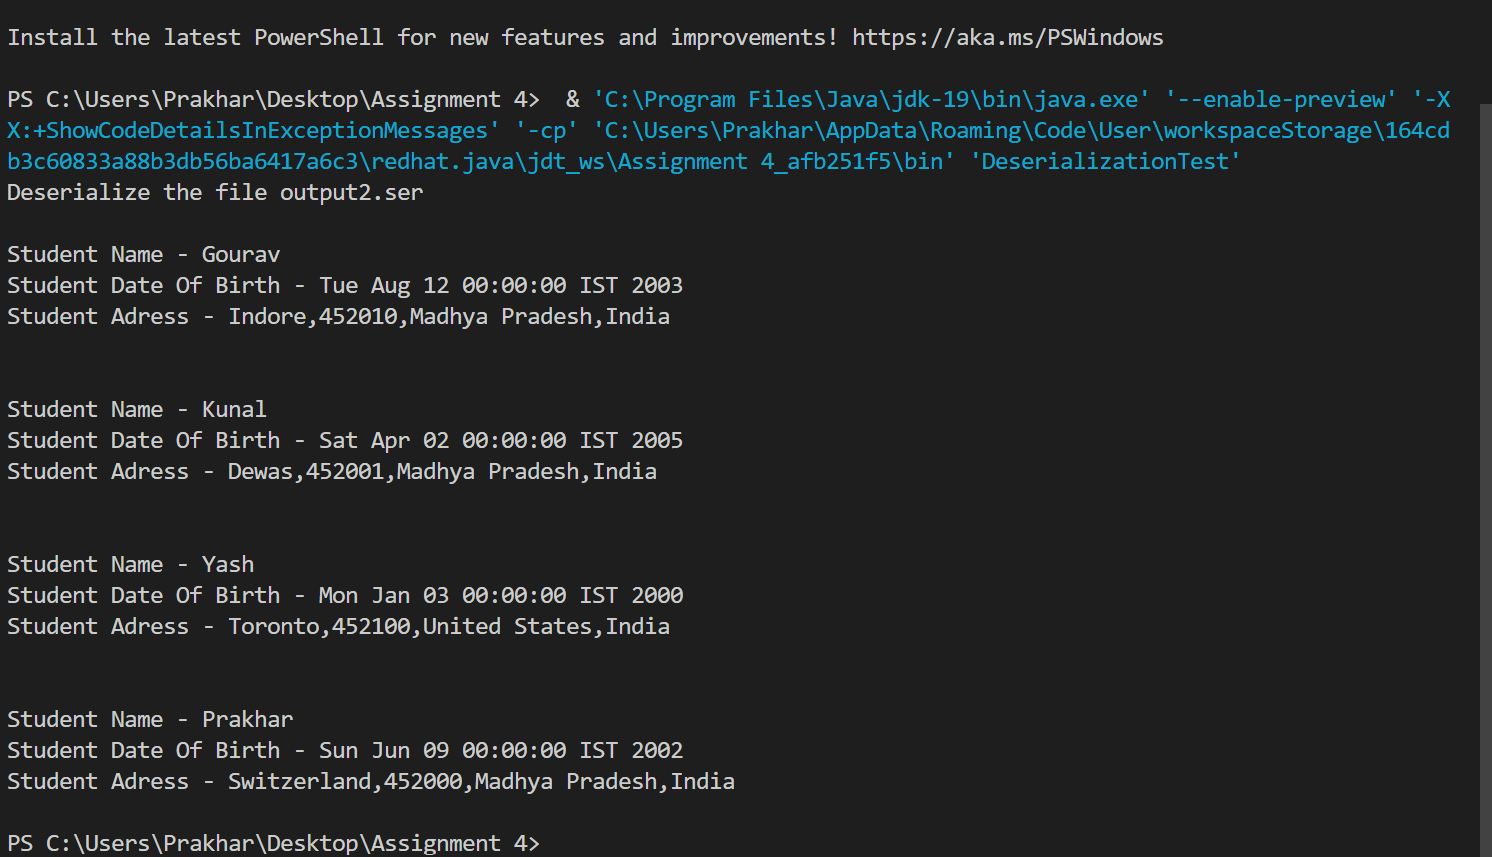 Install the latest PowerShell for new features and improvements! https://aka.ms/PSWindows
PS C:\Users\Prakhar\Desktop\Assignment 4>  & 'C:\Program Files\Java\jdk-19\bin\java.exe' '--enable-preview' '-X
X:+ShowCodeDetailsInExceptionMessages' '-cp' 'C:\Users\Prakhar\AppData\Roaming\Code\User\workspaceStorage\164cd
b3c60833a88b3db56ba6417a6c3\redhat.java\jdt_ws\Assignment 4_afb251f5\bin' 'DeserializationTest'
Deserialize the file output2.ser
Student Name - Gourav
Student Date Of Birth - Tue Aug 12 00:00:00 IST 2003
Student Adress - Indore,452010,Madhya Pradesh,India
Student Name - Kunal
Student Date Of Birth - Sat Apr 02 00:00:00 IST 2005
Student Adress - Dewas,452001,Madhya Pradesh,India
Student Name - Yash
Student Date Of Birth - Mon Jan 03 00:00:00 IST 2000
Student Adress - Toronto,452100,United States,India
Student Name - Prakhar
Student Date Of Birth - Sun Jun 09 00:00:00 IST 2002
Student Adress - Switzerland,452000,Madhya Pradesh,India
PS C:\Users\Prakhar\Desktop\Assignment 4>